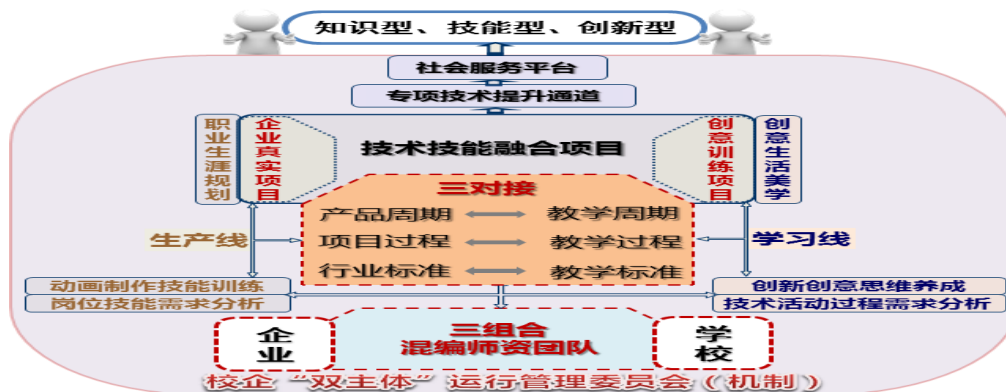 知识型、技能型、创新型
社会服务平台
专项技术提升通道
职业生涯规划
企业真实项目
技术技能融合项目
创意训练项目
创意生活美学
三对接
产品周期 教学周期
项目过程 教学过程
行业标准 教学标准
生产线
学习线
动画制作技能训练
岗位技能需求分析
创新创意思维养成
技术活动过程需求分析
企业
三组合
混编师资团队
学校
校企“双主体”运行管理委员会（机制）